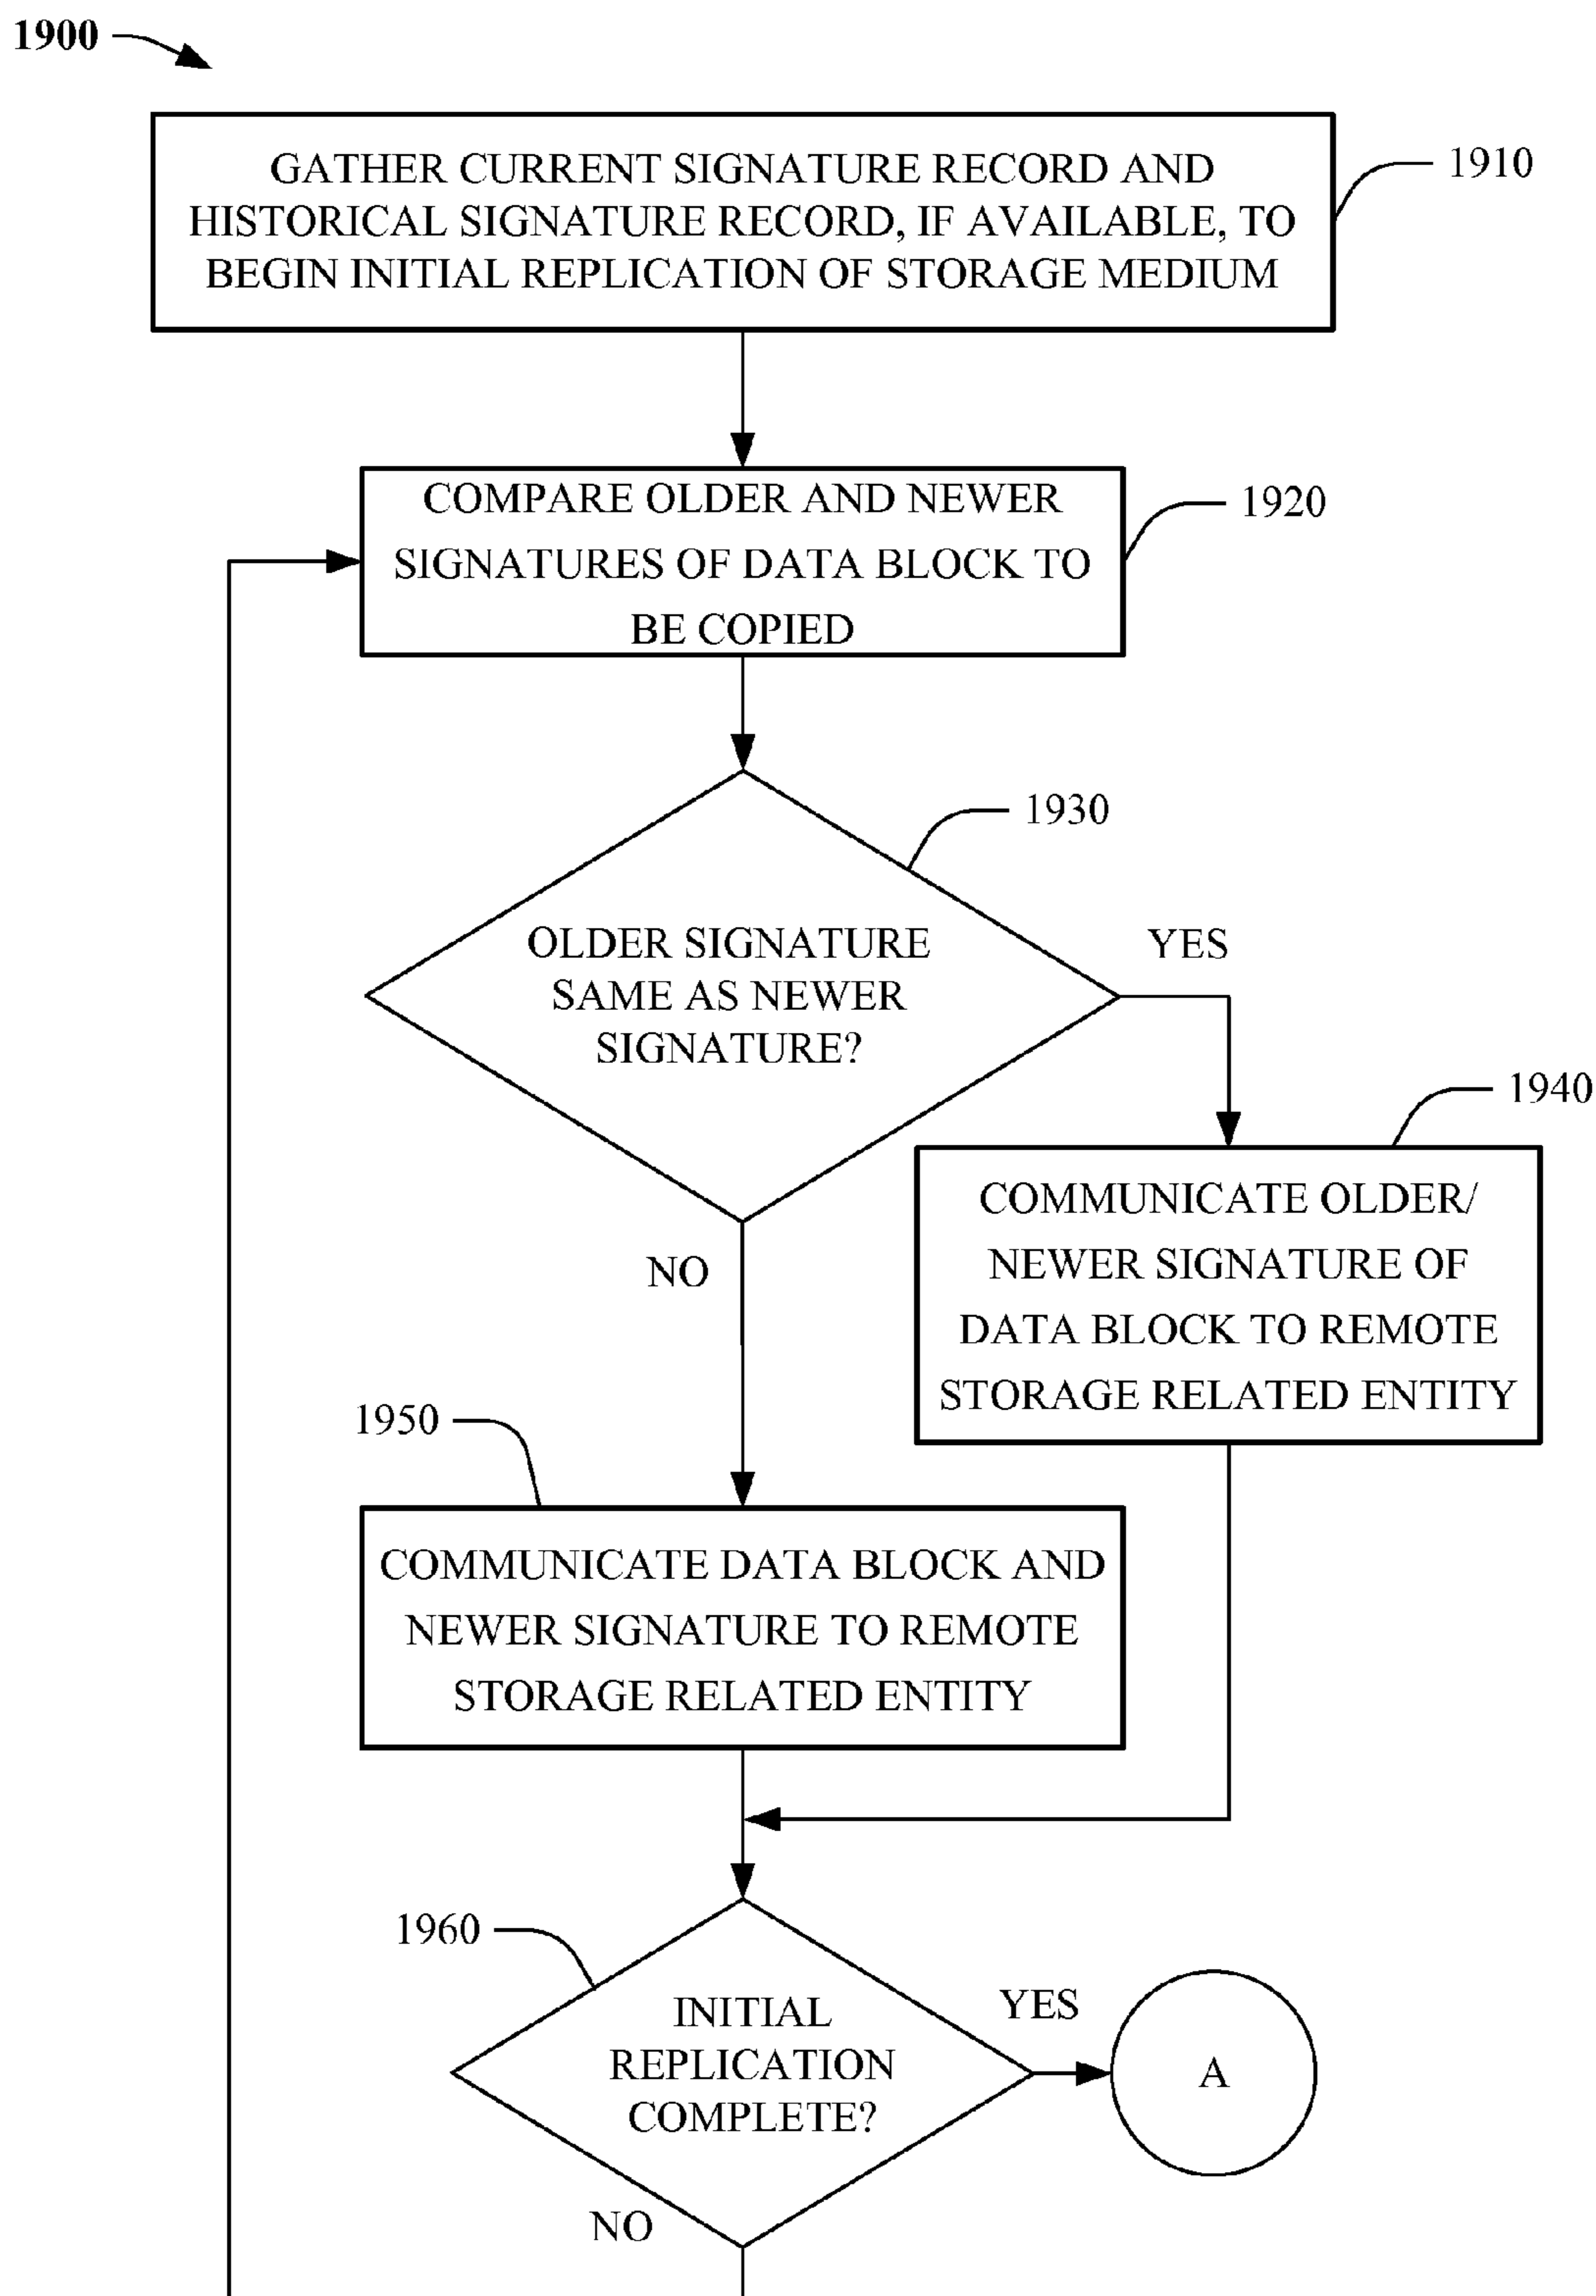 1900
GATHER CURRENT SIGNATURE RECORD AND
HISTORICAL SIGNATURE RECORD, IF AVAILABLE, TO
BEGIN INITIAL REPLICATION OF STORAGE MEDIUM
1910
COMPARE OLDER AND NEWER
SIGNATURES OF DATA BLOCK TO
BE COPIED
1920
1930
OLDER SIGNATURE
SAME AS NEWER
SIGNATURE?
YES
1940
COMMUNICATE OLDER/
NEWER SIGNATURE OF
DATA BLOCK TO REMOTE
STORAGE RELATED ENTITY
NO
1950
COMMUNICATE DATA BLOCK AND
NEWER SIGNATURE TO REMOTE
STORAGE RELATED ENTITY
1960
INITIAL
REPLICATION
COMPLETE?
YES
A
NO